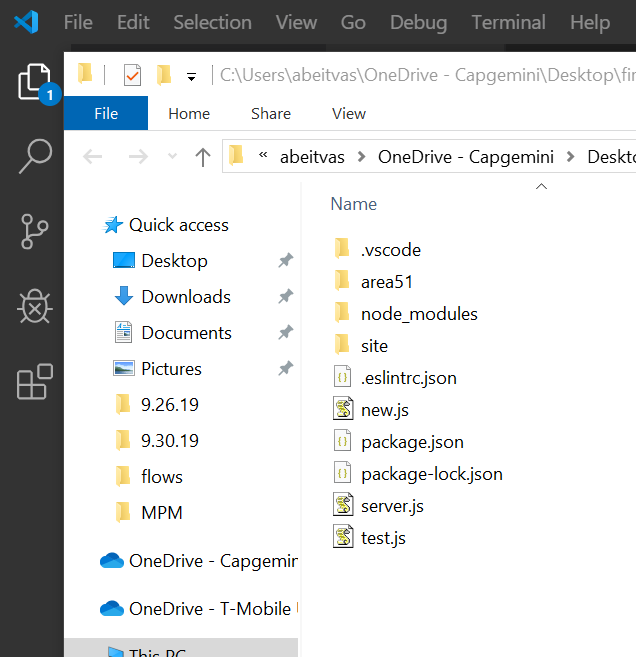 File Edit Selection View Go Debug Terminal Help
C:\Users\abeitvas\OneDrive - Capgemini\Desktop\fir
1
File Home Share View
« abeitvas > OneDrive - Capgemini > Deskto
Name
Quick access
Desktop
Downloads
Documents
Pictures
9.26.19
9.30.19
flows
MPM
OneDrive - Capgemin
OneDrive - T-Mobile
This PC
.vscode
area51
node_modules
site
.eslintrc.json
new.js
package.json
package-lock.json
server.js
test.js